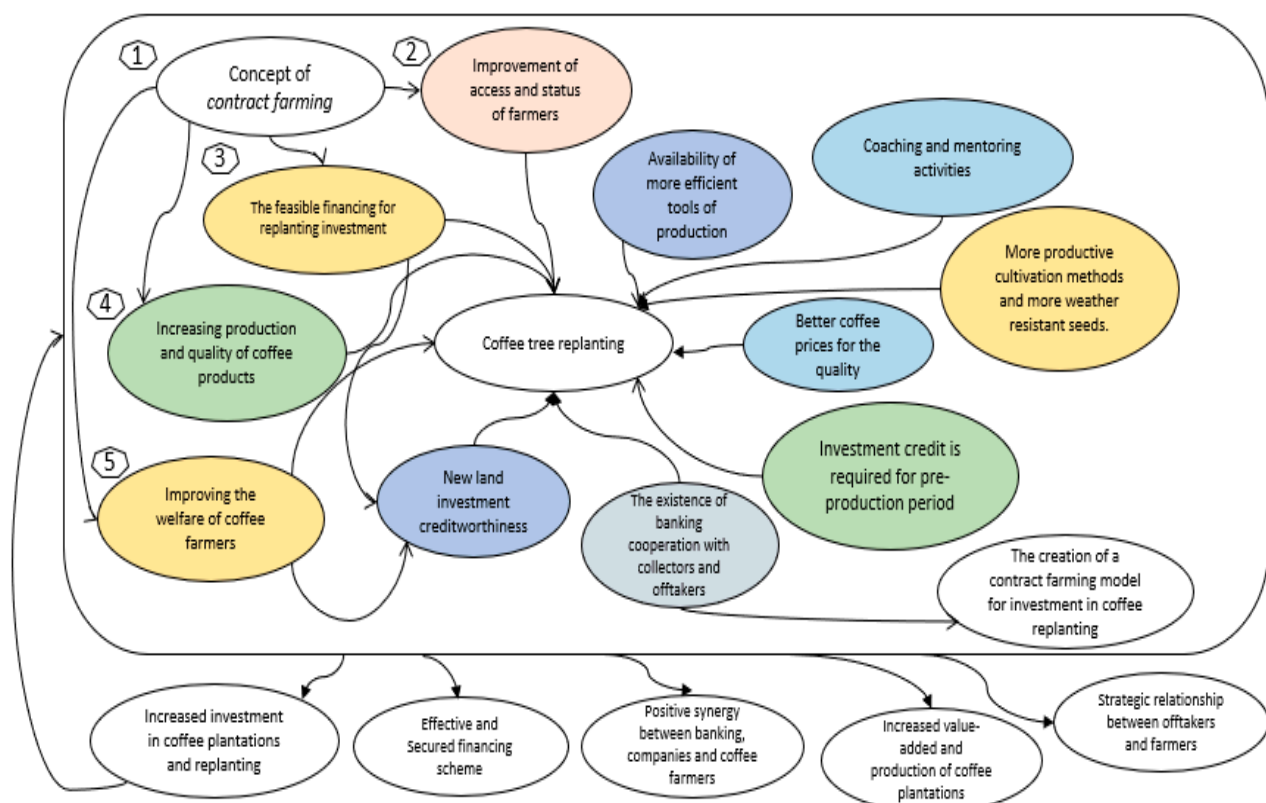 1
Concept of
contract farming
2
Improvement of
access and status
of farmers
3
The feasible financing for
replanting investment
Availability of
more efficient
tools of
production
Coaching and mentoring
activities
More productive
cultivation methods
and more weather
resistant seeds.
4
Increasing production
and quality of coffee
products
Coffee tree replanting
Better coffee
prices for the
quality
5
Improving the
welfare of coffee
farmers
New land
investment
creditworthiness
The existence of
banking
cooperation with
collectors and
offtakers
Investment credit is
required for pre-
production period
The creation of a
contract farming model
for investment in coffee
replanting
Increased investment
in coffee plantations
and replanting
Effective and
Secured financing
scheme
Positive synergy
between banking,
companies and coffee
farmers
Increased value-
added and
production of coffee
plantations
Strategic relationship
between offtakers
and farmers